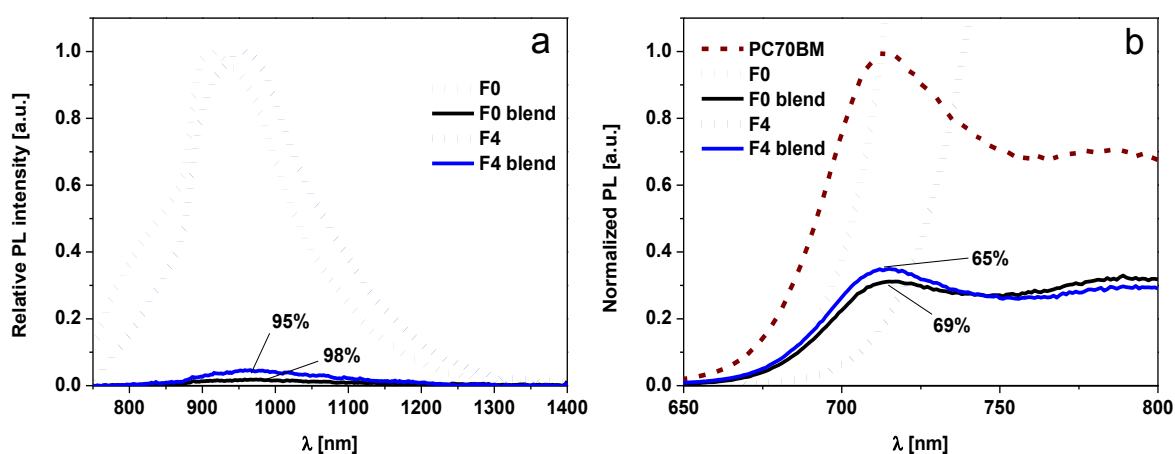 a
Relative PL intensity [a.u.]
1.0
0.8
0.6
0.4
0.2
0.0
F0
F0 blend
F4
F4 blend
95%
98%
800 900 1000 1100 1200 1300 1400
λ [nm]
b
Normalized PL [a.u.]
1.0
0.8
0.6
0.4
0.2
0.0
PC70BM
F0
F0 blend
F4
F4 blend
65%
69%
650 700 750 800
λ [nm]